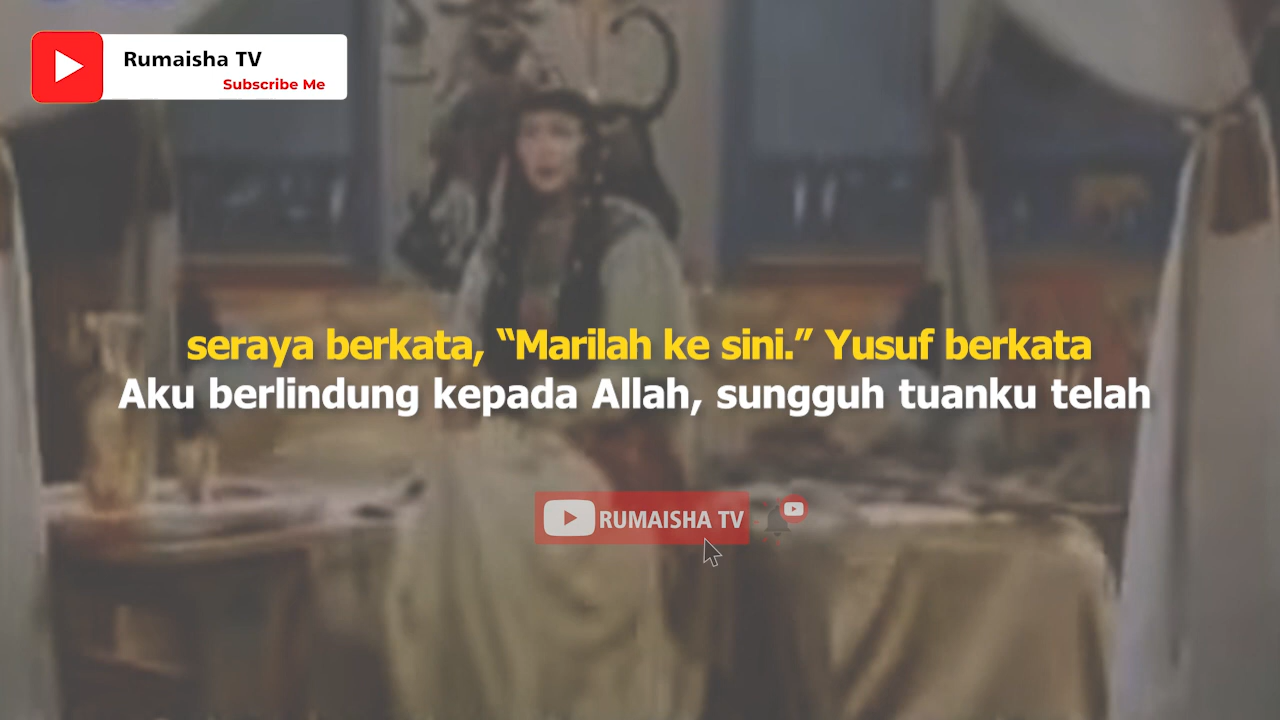 Rumaisha TV
Subscribe Me
seraya berkata, “Marilah ke sini.” Yusuf berkata
Aku berlindung kepada Allah, sungguh tuanku telah
RUMAISHA TV